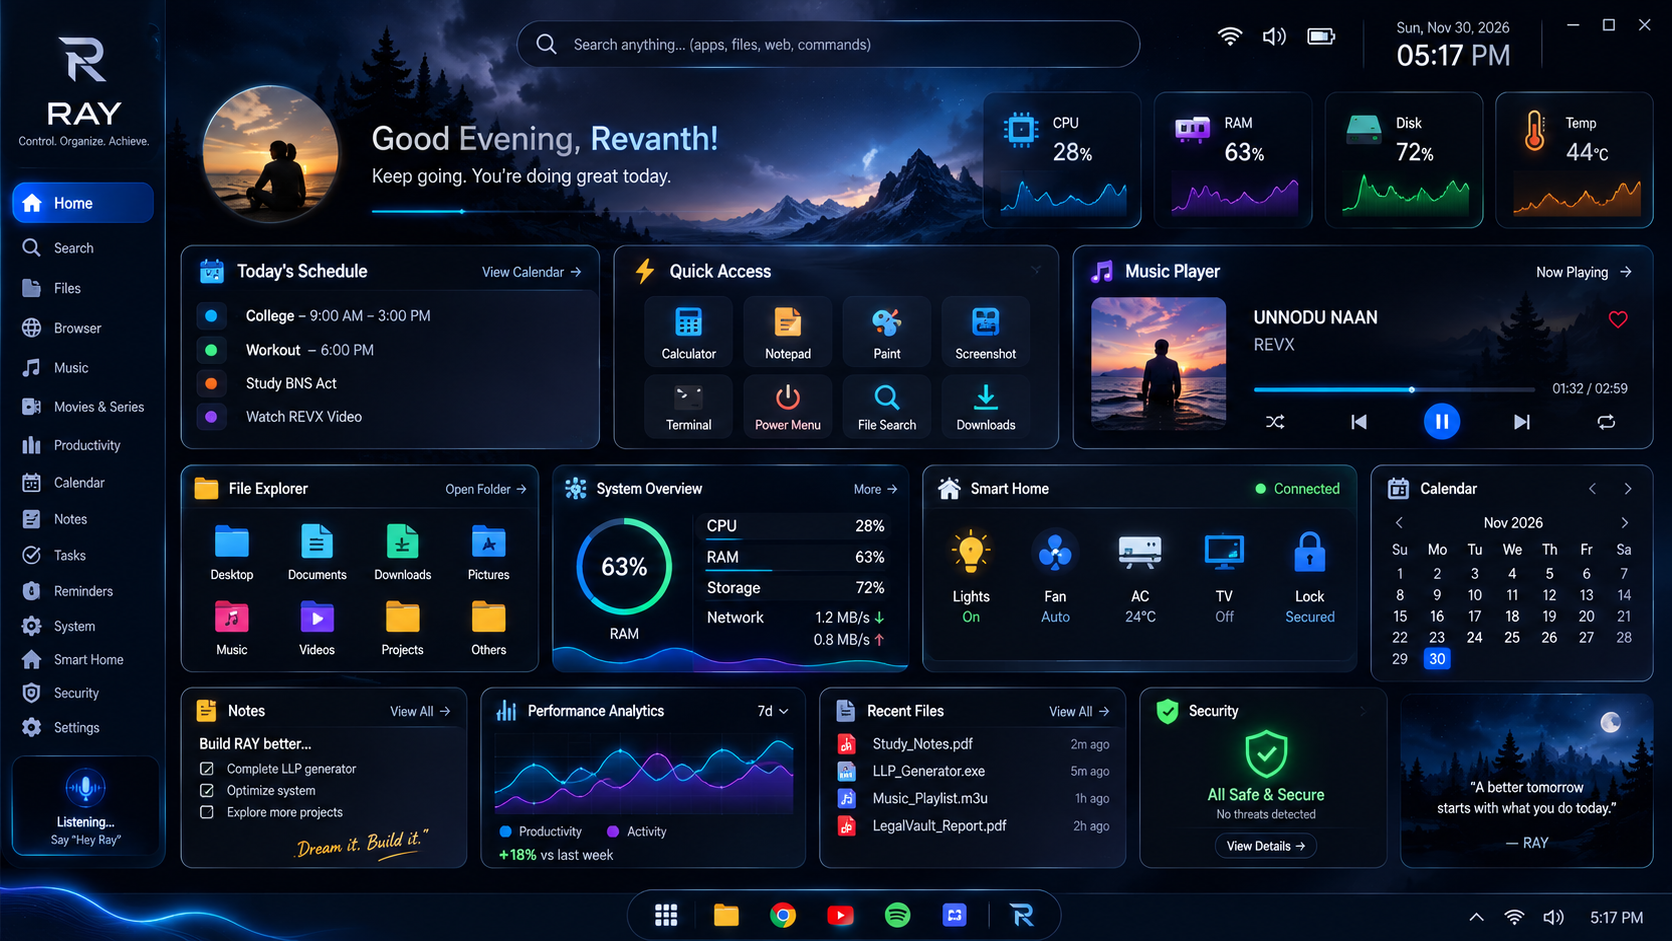 RAY
Control. Organize. Achieve.
Home
Search
Files
Browser
Music
Movies & Series
Productivity
Calendar
Notes
Tasks
Reminders
System
Smart Home
Security
Settings
Listening...
Say “Hey Ray”
Search anything... (apps, files, web, commands)
Sun, Nov 30, 2026
05:17 PM
Good Evening, Revanth!
Keep going. You’re doing great today.
CPU
28%
RAM
63%
Disk
72%
Temp
44°C
Today's Schedule
View Calendar →
College – 9:00 AM – 3:00 PM
Workout – 6:00 PM
Study BNS Act
Watch REVX Video
Quick Access
Calculator
Notepad
Paint
Screenshot
Terminal
Power Menu
File Search
Downloads
Music Player
Now Playing →
UNNODU NAAN
REVX
01:32 / 02:59
File Explorer
Open Folder →
Desktop
Documents
Downloads
Pictures
Music
Videos
Projects
Others
System Overview
More →
63%
RAM
CPU 28%
RAM 63%
Storage 72%
Network 1.2 MB/s ↓
0.8 MB/s ↑
Smart Home
Connected
Lights
On
Fan
Auto
AC
24°C
TV
Off
Lock
Secured
Calendar
Nov 2026
Su Mo Tu We Th Fr Sa
1 2 3 4 5 6 7
8 9 10 11 12 13 14
15 16 17 18 19 20 21
22 23 24 25 26 27 28
29 30
Notes
View All →
Build RAY better...
Complete LLP generator
Optimize system
Explore more projects
Dream it. Build it.”
Performance Analytics
7d
Productivity
Activity
+18% vs last week
Recent Files
View All →
Study_Notes.pdf 2m ago
LLP_Generator.exe 5m ago
Music_Playlist.m3u 1h ago
LegalVault_Report.pdf 2h ago
Security
All Safe & Secure
No threats detected
View Details →
“A better tomorrow
starts with what you do today.”
— RAY
5:17 PM